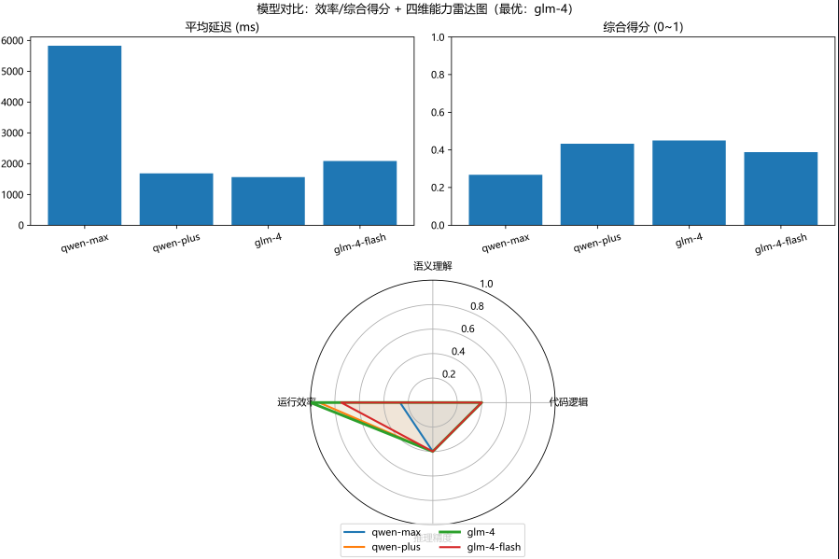 模型对比：效率/综合得分 + 四维能力雷达图（最优：glm-4）
平均延迟 (ms)
6000
5000
4000
3000
2000
1000
0
qwen-max
qwen-plus
glm-4
glm-4-flash
综合得分 (0~1)
1.0
0.8
0.6
0.4
0.2
0.0
qwen-max
qwen-plus
glm-4
glm-4-flash
语义理解
1.0
0.8
0.6
0.4
0.2
运行效率
代码逻辑
推理精度
qwen-max
glm-4
qwen-plus
glm-4-flash